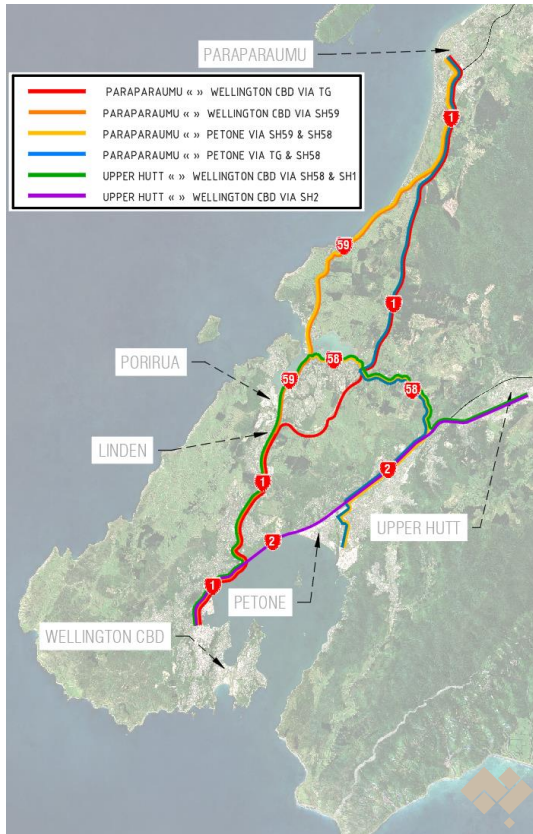 PARAPARAUMU
PARAPARAUMU « » WELLINGTON CBD VIA TG
PARAPARAUMU « » WELLINGTON CBD VIA SH59
PARAPARAUMU « » PETONE VIA SH59 & SH58
PARAPARAUMU « » PETONE VIA TG & SH58
UPPER HUTT « » WELLINGTON CBD VIA SH58 & SH1
UPPER HUTT « » WELLINGTON CBD VIA SH2
1
59
1
PORIRUA
58
59
58
LINDEN
2
1
UPPER HUTT
2
1
PETONE
WELLINGTON CBD